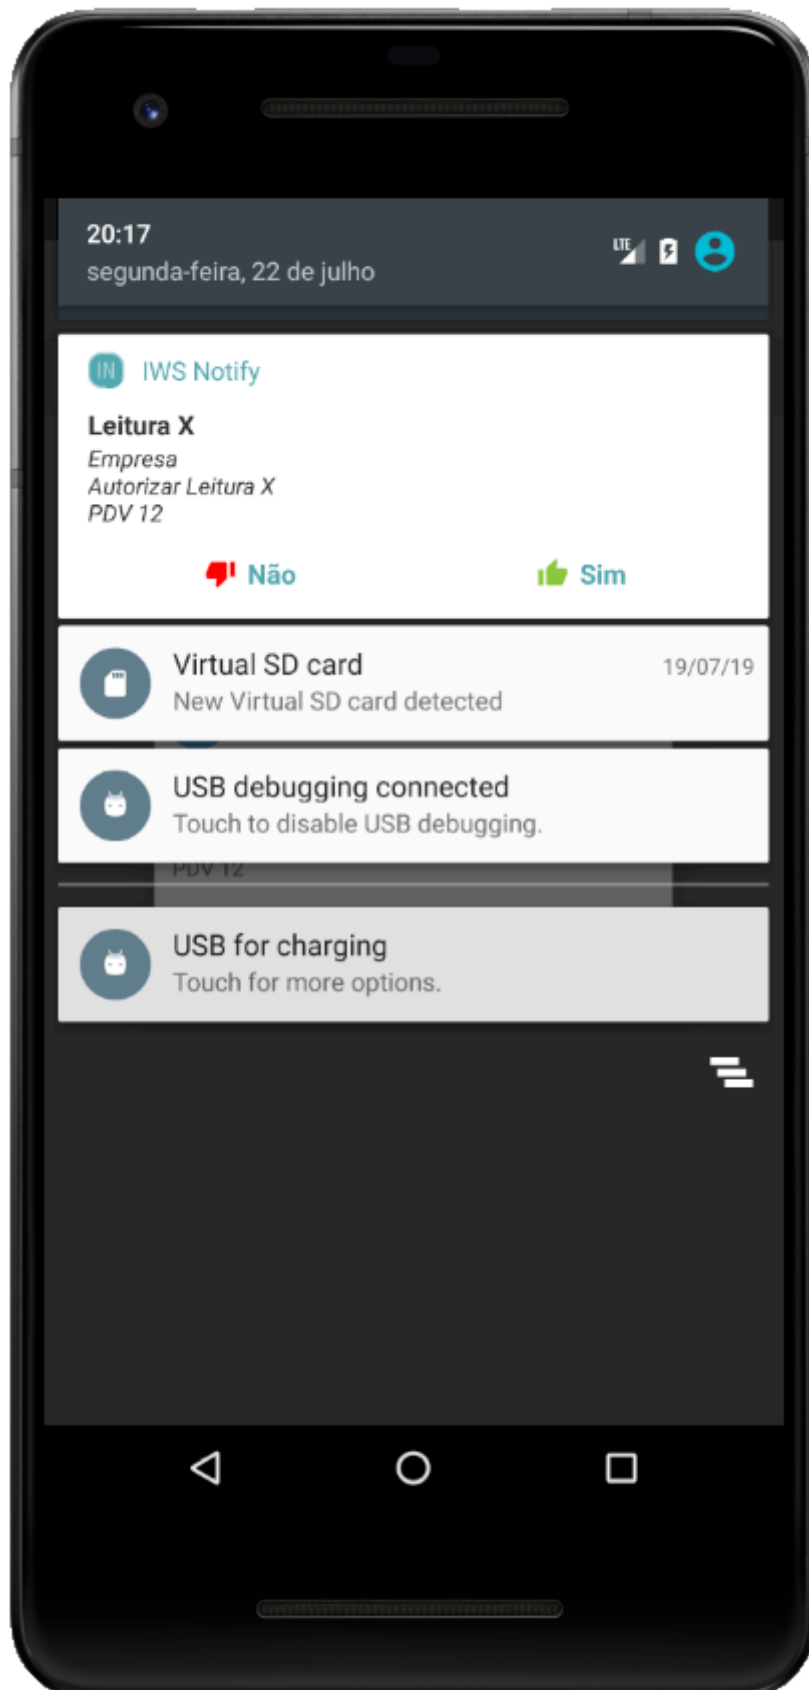 20:17
LTE
segunda-feira, 22 de julho
IN IWS Notify
Leitura X
Empresa
Autorizar Leitura X
PDV 12
Não Sim
Virtual SD card 19/07/19
New Virtual SD card detected
USB debugging connected
Touch to disable USB debugging.
PDV 12
USB for charging
Touch for more options.